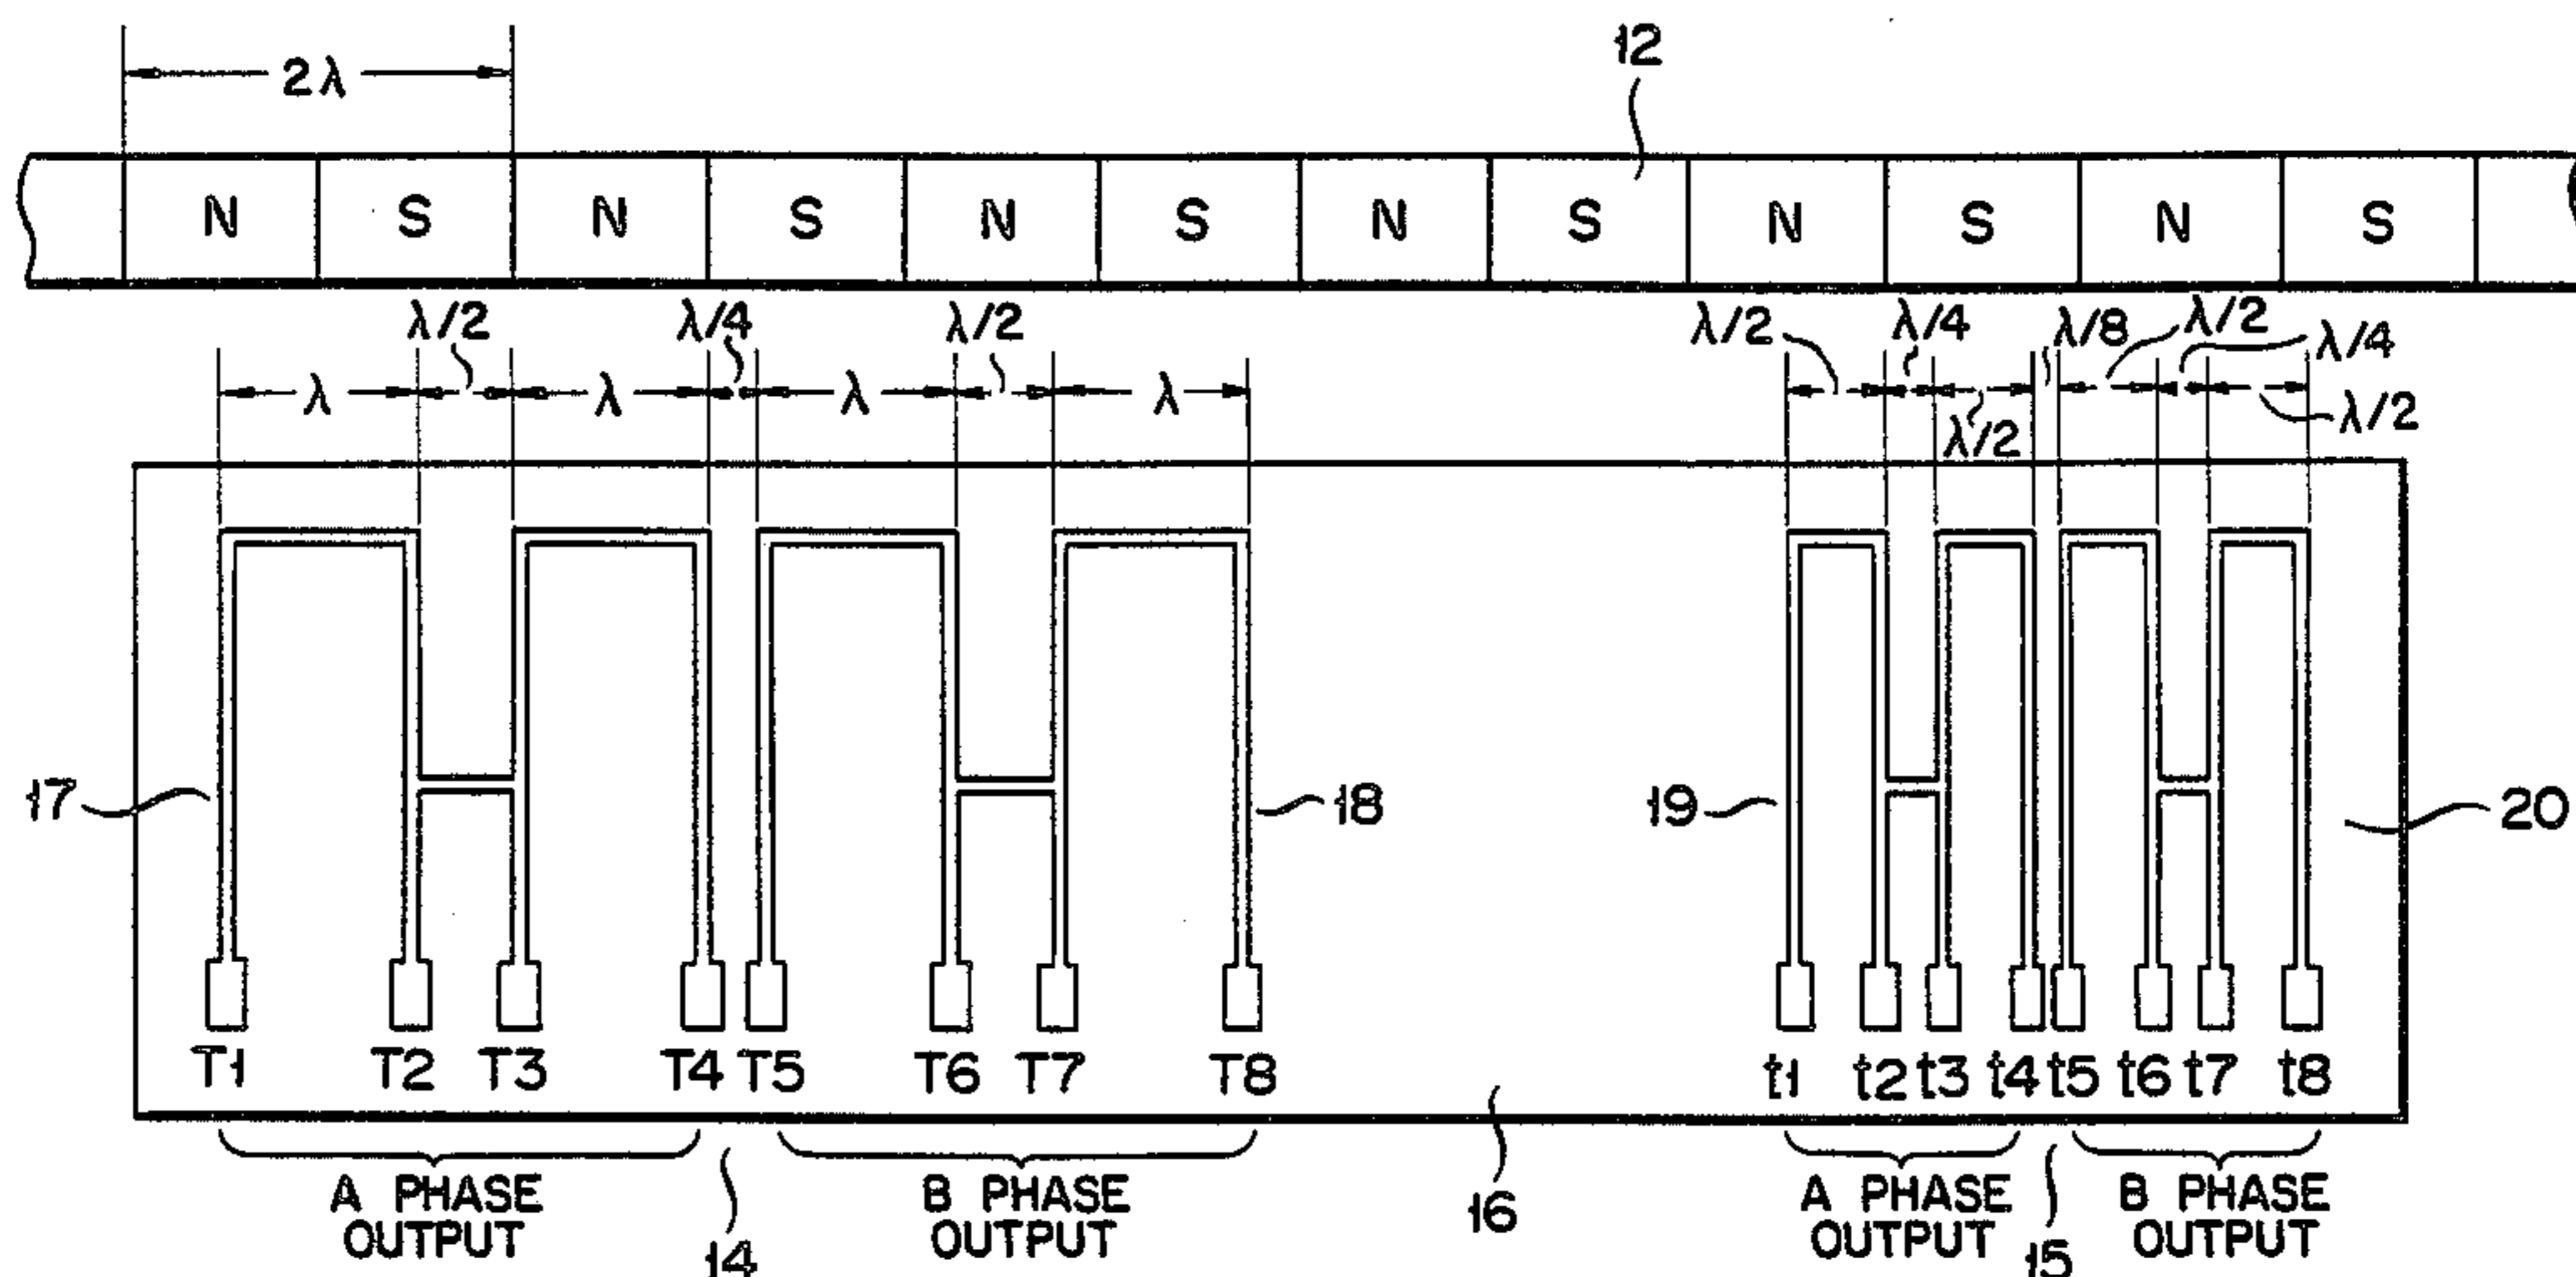 12
2λ
N S N S N S N S N S N S
λ/2 λ/4 λ/2 λ/2 λ/4 λ/8 λ/2 λ/4
λ λ λ λ λ/2 λ/2
17 18 19 20
T1 T2 T3 T4 T5 T6 T7 T8 t1 t2 t3 t4 t5 t6 t7 t8
A PHASE OUTPUT
14
B PHASE OUTPUT
16
A PHASE OUTPUT
15
B PHASE OUTPUT